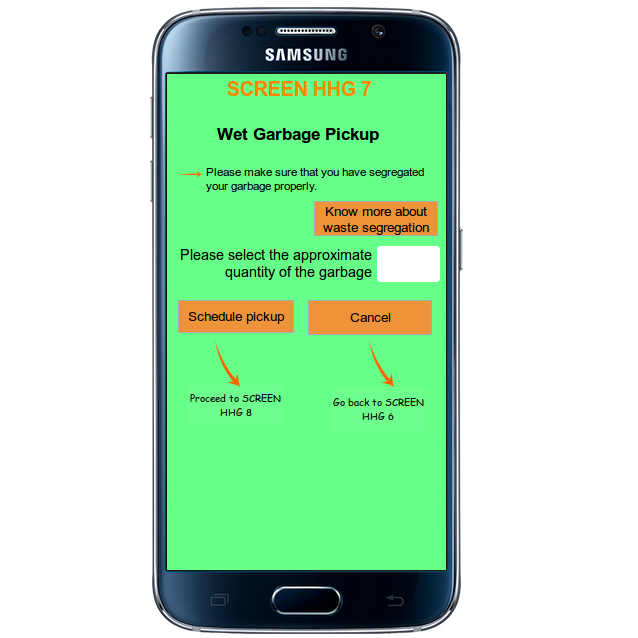 SAMSUNG
SCREEN HHG 7
Wet Garbage Pickup
Please make sure that you have segregated
your garbage properly.
Know more about
waste segregation
Please select the approximate
quantity of the garbage
Schedule pickup
Cancel
Proceed to SCREEN
HHG 8
Go back to SCREEN
HHG 6